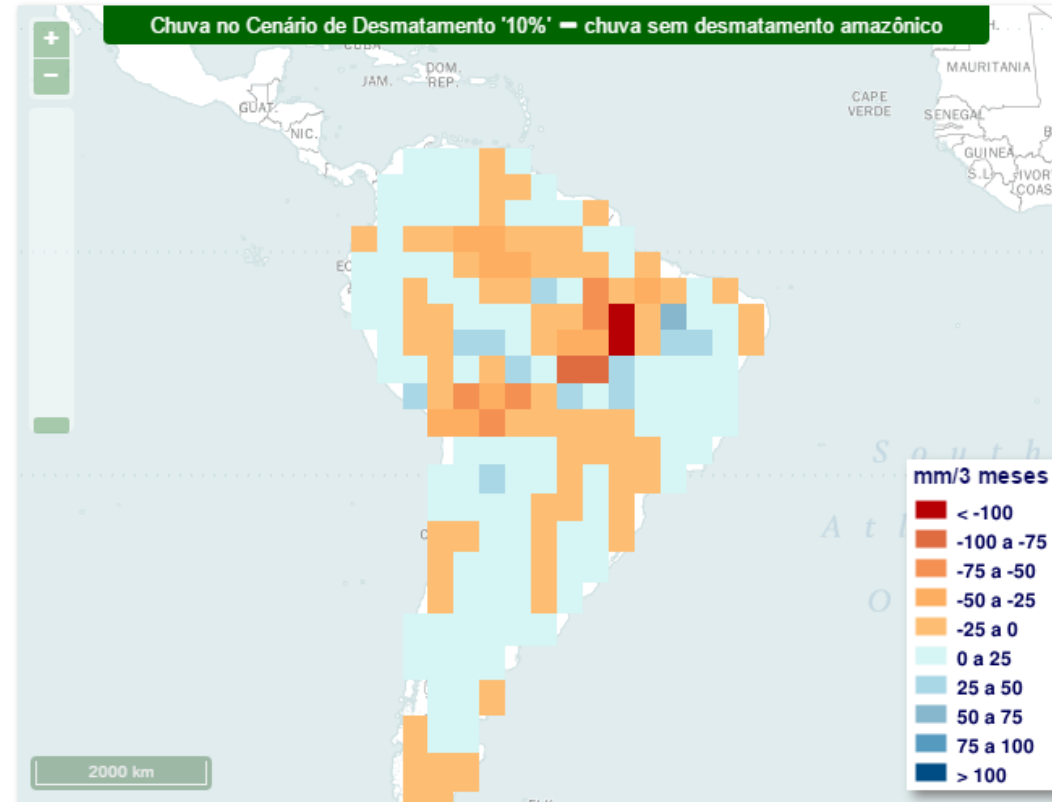 Chuva no Cenário de Desmatamento '10%' – chuva sem desmatamento amazônico
+
−
CUBA
JAM.
DOM.
REP.
GUAT.
NIC.
H.
MAURITANIA
CAPE
VERDE
SENEGAL
GUINEA
S.L.
IVOR
COAS
EC
South
Atl
O
mm/3 meses
< -100
-100 a -75
-75 a -50
-50 a -25
-25 a 0
0 a 25
25 a 50
50 a 75
75 a 100
> 100
2000 km